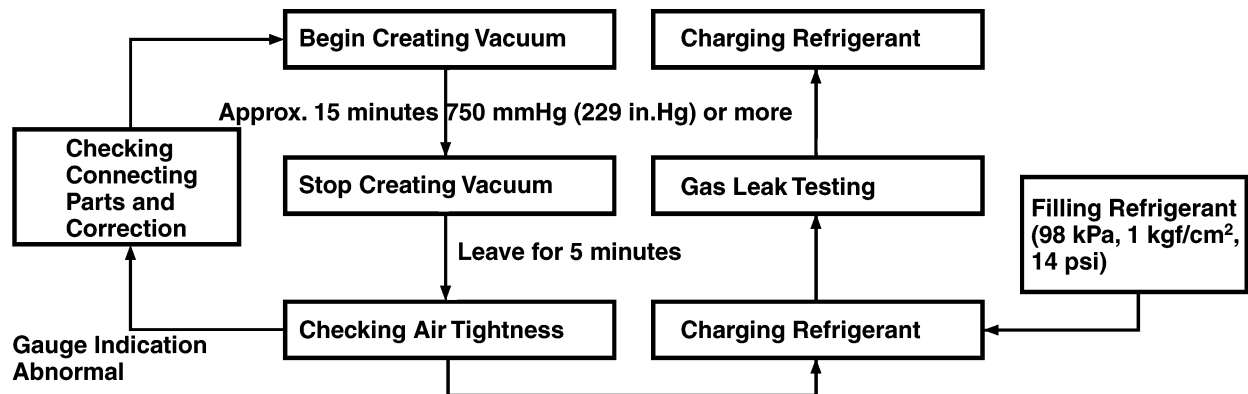 Begin Creating Vacuum
Charging Refrigerant
Approx. 15 minutes 750 mmHg (229 in.Hg) or more
Checking
Connecting
Parts and
Correction
Stop Creating Vacuum
Gas Leak Testing
Filling Refrigerant
(98 kPa, 1 kgf/cm²,
14 psi)
Leave for 5 minutes
Checking Air Tightness
Charging Refrigerant
Gauge Indication
Abnormal